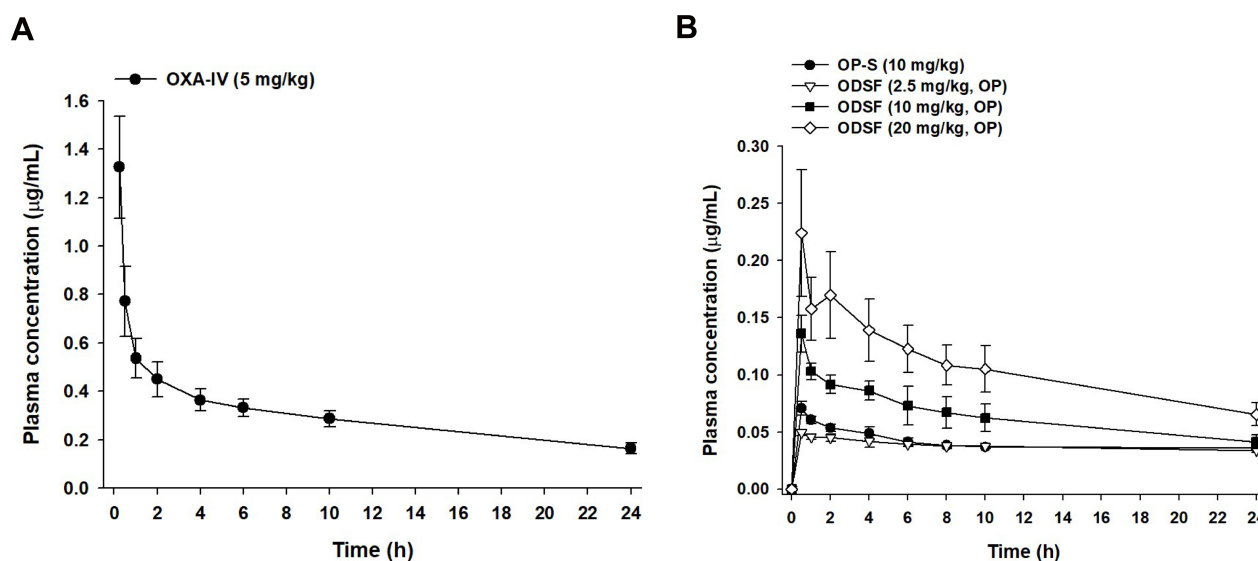 A
OXA-IV (5 mg/kg)
Plasma concentration (μg/mL)
1.6
1.4
1.2
1.0
0.8
0.6
0.4
0.2
0.0
0 2 4 6 8 10 12 14 16 18 20 22 24
Time (h)
B
OP-S (10 mg/kg)
ODSF (2.5 mg/kg, OP)
ODSF (10 mg/kg, OP)
ODSF (20 mg/kg, OP)
Plasma concentration (μg/mL)
0.30
0.25
0.20
0.15
0.10
0.05
0.00
0 2 4 6 8 10 12 14 16 18 20 22 24
Time (h)